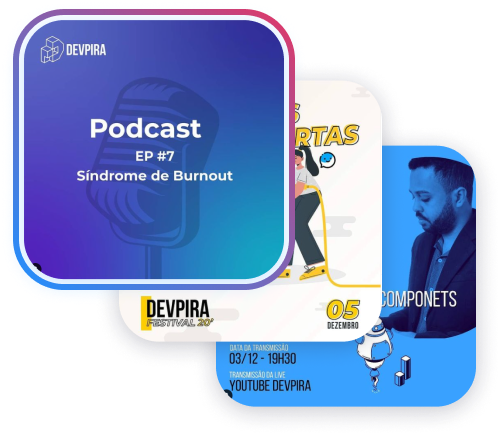 DEVPIRA
Podcast
EP #7
Síndrome de Burnout
RTAS
DEVPIRA
FESTIVAL 20'
05
DEZEMBRO
COMPONETS
DATA DA TRANSMISSÃO
03/12 - 19H30
TRANSMISSÃO DA LIVE
YOUTUBE DEVPIRA